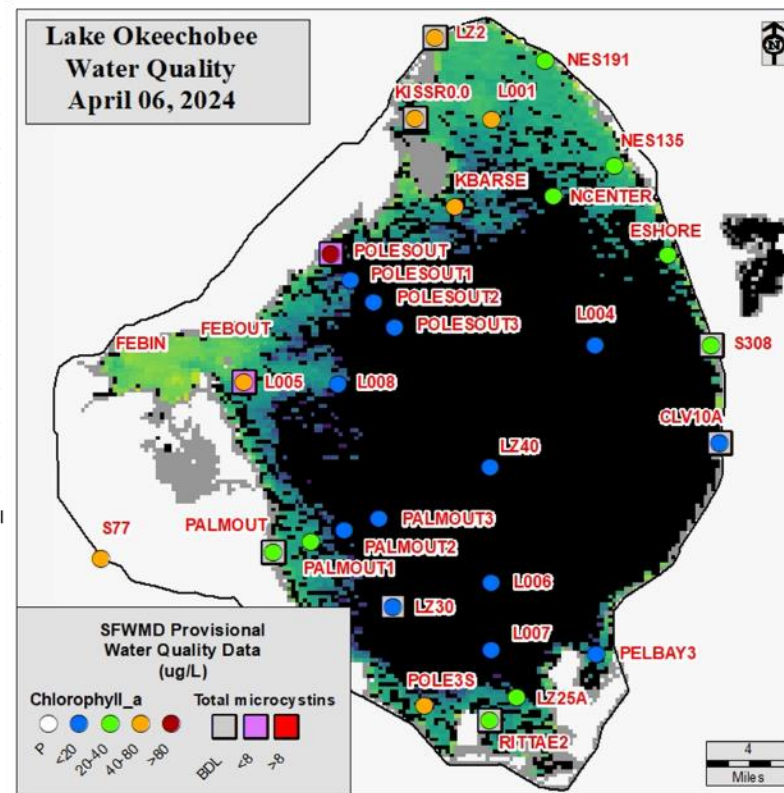 Lake Okeechobee
Water Quality
April 06, 2024
N
LZ2
NES191
KISSR0.0
L001
NES135
KBARSE
NCENTER
ESHORE
POLESOUT
POLESOUT1
POLESOUT2
POLESOUT3
L004
S308
FEBIN
FEBOUT
L005
L008
CLV10A
LZ40
S77
PALMOUT
PALMOUT3
PALMOUT2
PALMOUT1
L006
LZ30
L007
PELBAY3
POLE3S
LZ25A
RITTAE2
SFWMD Provisional
Water Quality Data
(ug/L)
Chlorophyll_a
Total microcystins
P
<20
20-40
40-80
>80
BDL
<8
>8
4
Miles